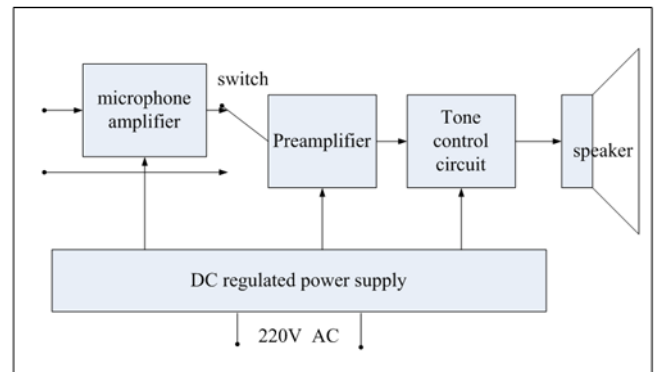 switch
microphone
amplifier
Preamplifier
Tone
control
circuit
speaker
DC regulated power supply
220V AC